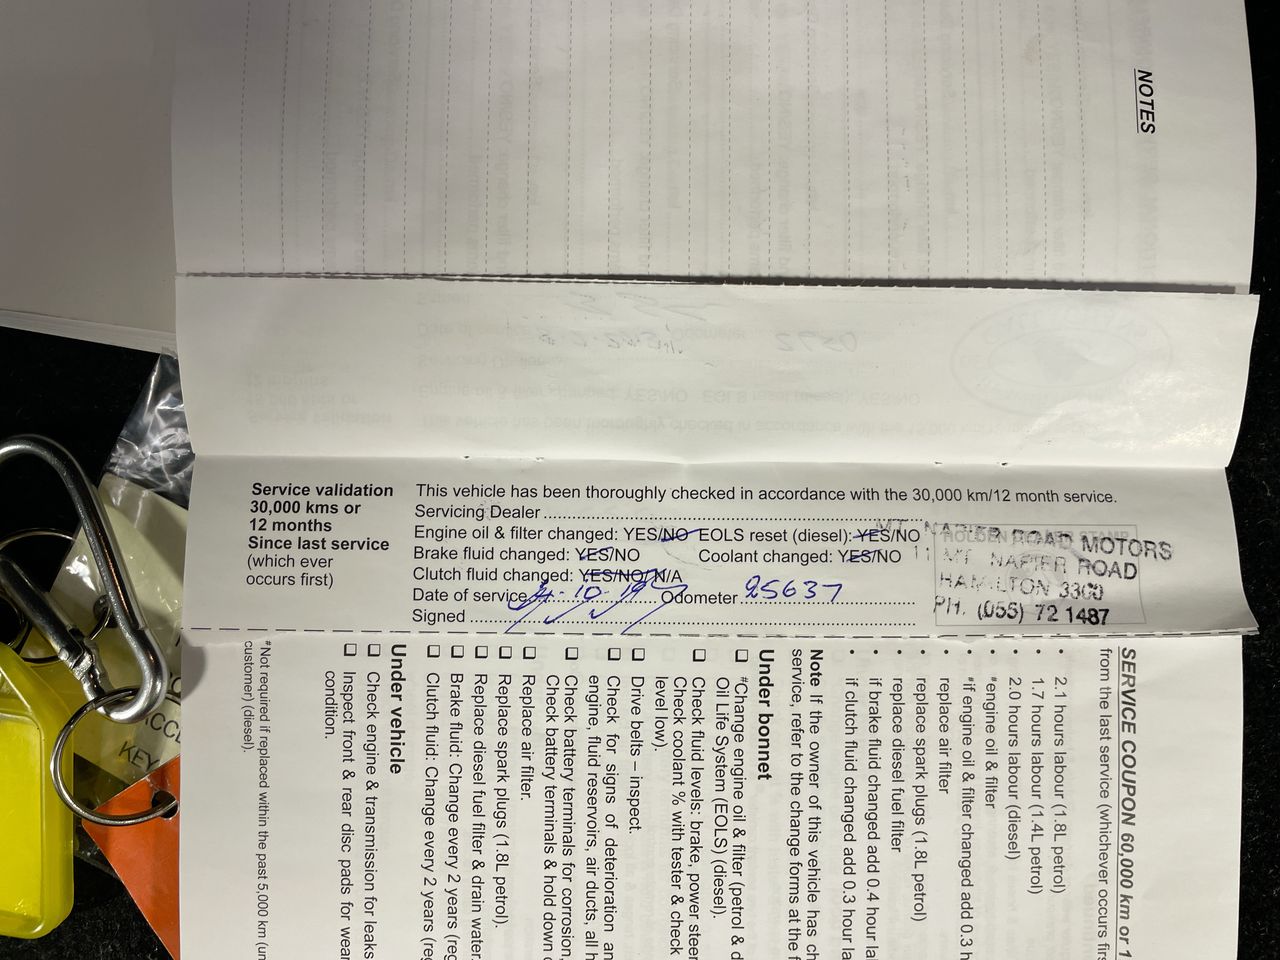 NOTES
Service validation
30,000 kms or
12 months
Since last service
(which ever
occurs first)
This vehicle has been thoroughly checked in accordance with the 30,000 km/12 month service.
Servicing Dealer
Engine oil & filter changed: YES/NO EOLS reset (diesel): YES/NO
Brake fluid changed: YES/NO Coolant changed: YES/NO
Clutch fluid changed: YES/NO/N/A
Date of service Odometer 25637
Signed
MT NAPIER ROAD MOTORS
11 MT NAPIER ROAD
HAMILTON 3300
PH. (055) 72 1487
SERVICE COUPON 60,000 km or 1
from the last service (whichever occurs firs
• 2.1 hours labour (1.8L petrol)
• 1.7 hours labour (1.4L petrol)
• 2.0 hours labour (diesel)
• #engine oil & filter
• #if engine oil & filter changed add 0.3 h
• replace air filter
• replace spark plugs (1.8L petrol)
• replace diesel fuel filter
• if brake fluid changed add 0.4 hour la
• if clutch fluid changed add 0.3 hour la
Note If the owner of this vehicle has ch
service, refer to the change forms at the f
Under bonnet
❑ #Change engine oil & filter (petrol & d
Oil Life System (EOLS) (diesel).
❑ Check fluid levels: brake, power steer
Check coolant % with tester & check
level low).
❑ Drive belts – inspect.
❑ Check for signs of deterioration an
engine, fluid reservoirs, air ducts, all h
❑ Check battery terminals for corrosion,
Check battery terminals & hold down
❑ Replace air filter.
❑ Replace spark plugs (1.8L petrol).
❑ Replace diesel fuel filter & drain water.
❑ Brake fluid: Change every 2 years (reg
❑ Clutch fluid: Change every 2 years (reg
Under vehicle
❑ Check engine & transmission for leaks
❑ Inspect front & rear disc pads for wear
condition.
#Not required if replaced within the past 5,000 km (un
customer) (diesel).
KEY